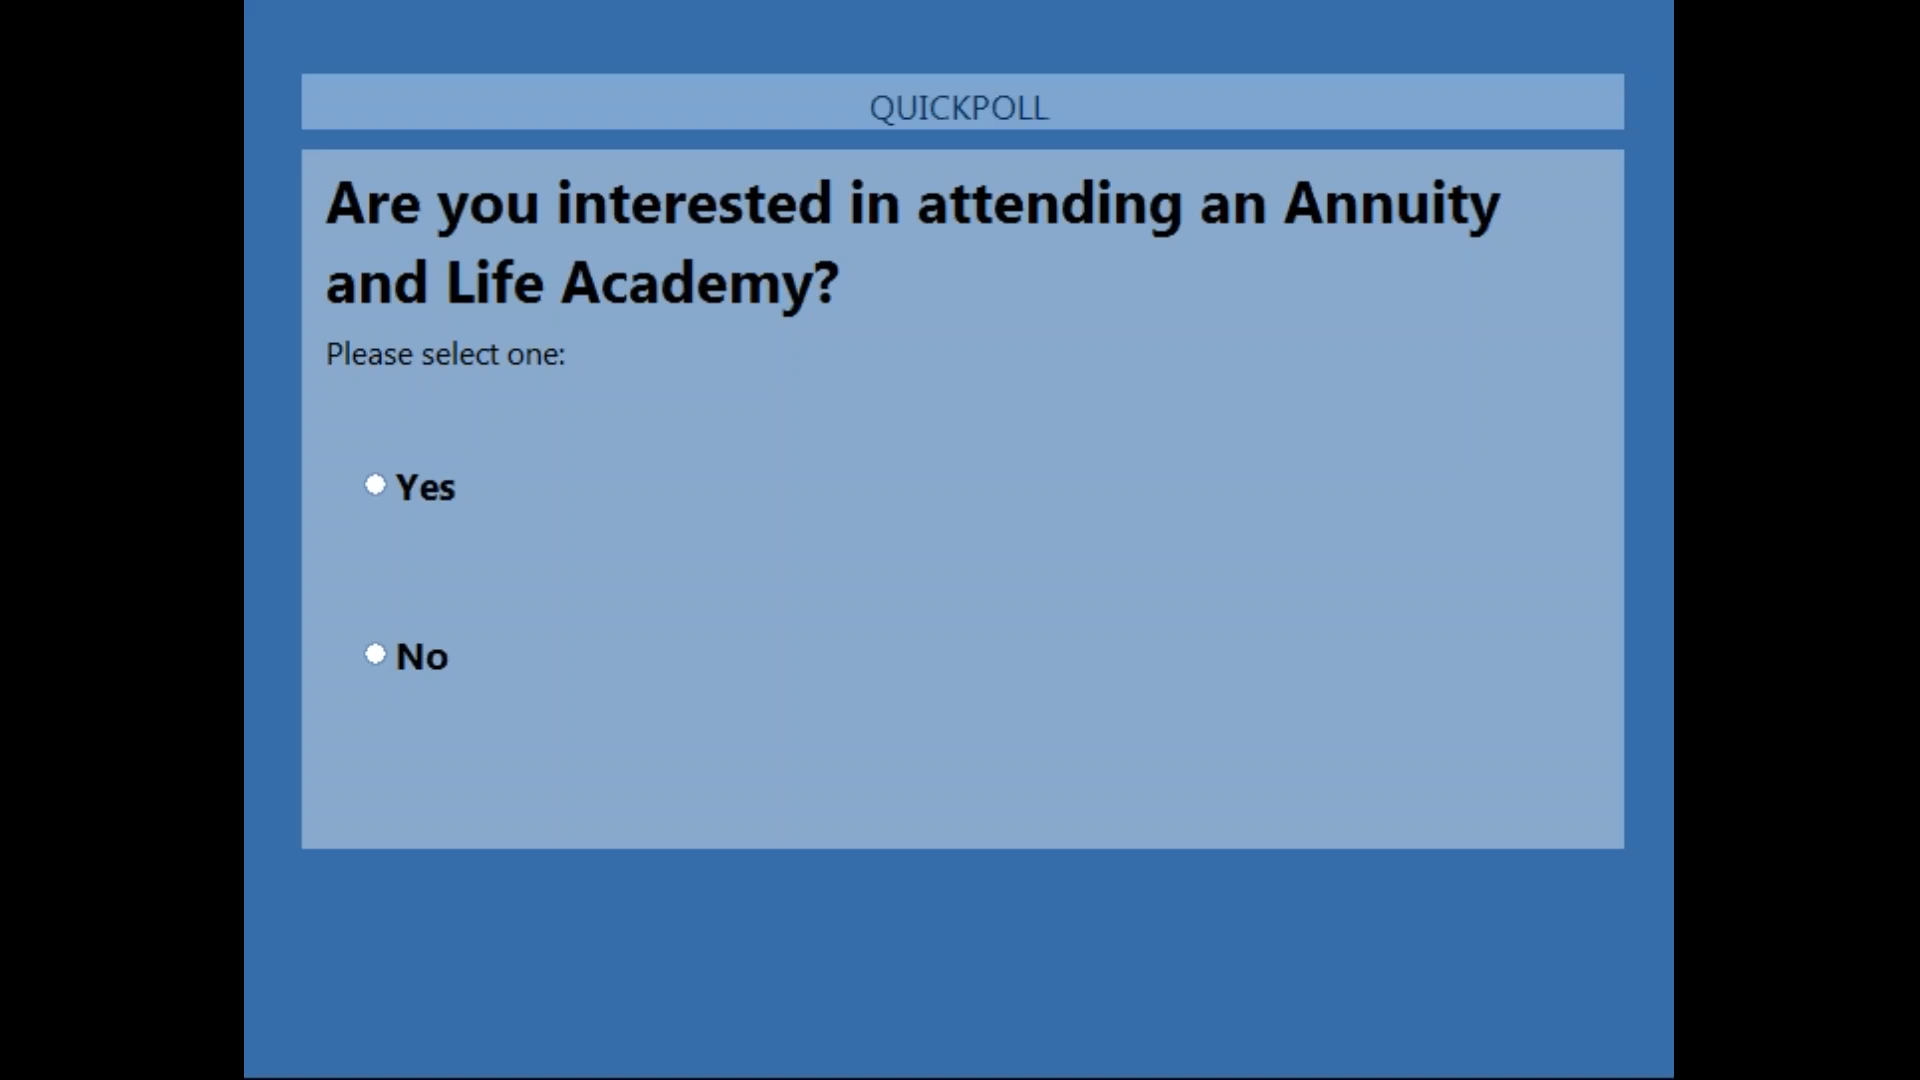 QUICKPOLL
Are you interested in attending an Annuity
and Life Academy?
Please select one:
Yes
No